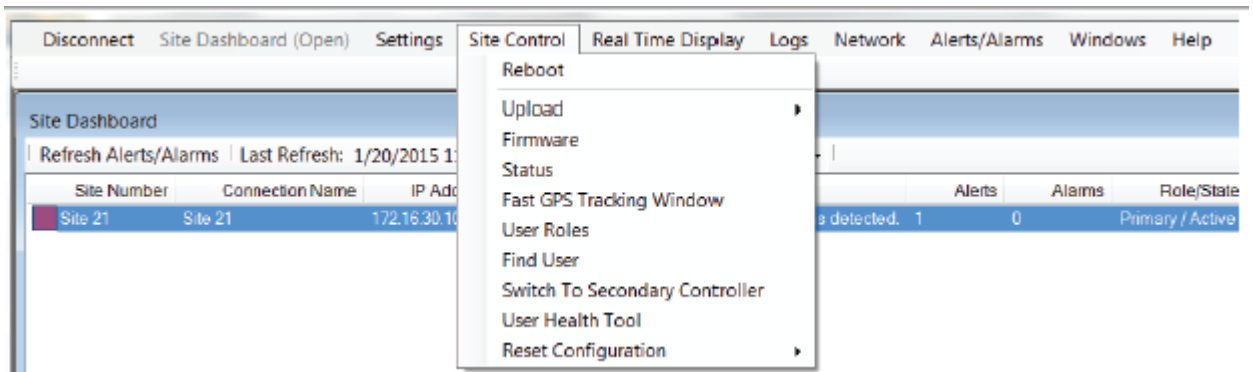 Disconnect Site Dashboard (Open) Settings Site Control Real Time Display Logs Network Alerts/Alarms Windows Help
Reboot
Upload
Firmware
Status
Fast GPS Tracking Window
User Roles
Find User
Switch To Secondary Controller
User Health Tool
Reset Configuration
Site Dashboard
Refresh Alerts/Alarms Last Refresh: 1/20/2015
Site Number Connection Name IP Alerts Alarms Role/State
Site 21 Site 21 172.16.30.10 detected. 1 0 Primary / Active